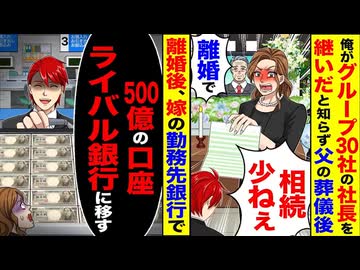 俺がグループ30社の社長を
継いだと知らず父の葬儀後
離婚で
相続
少ねぇ
離婚後、嫁の勤務先銀行で
500億の口座
ライバル銀行に移す
3